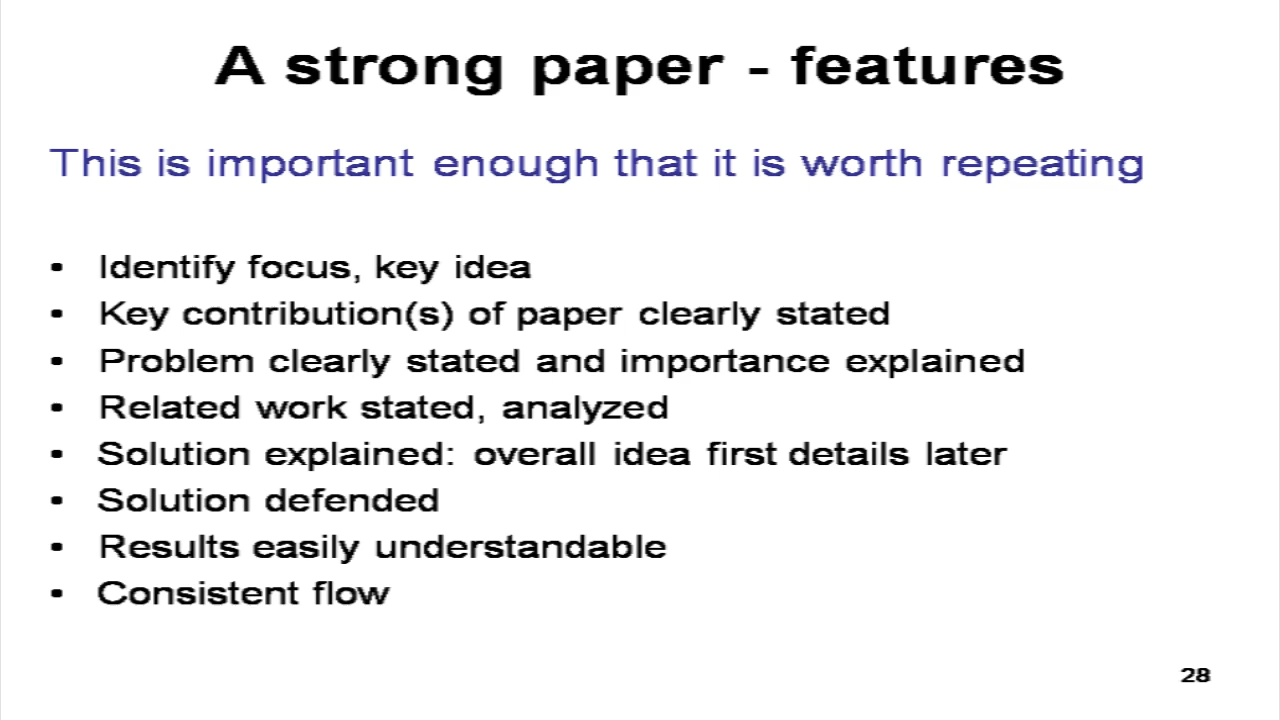 A strong paper - features
This is important enough that it is worth repeating
• Identify focus, key idea
• Key contribution(s) of paper clearly stated
• Problem clearly stated and importance explained
• Related work stated, analyzed
• Solution explained: overall idea first details later
• Solution defended
• Results easily understandable
• Consistent flow
28